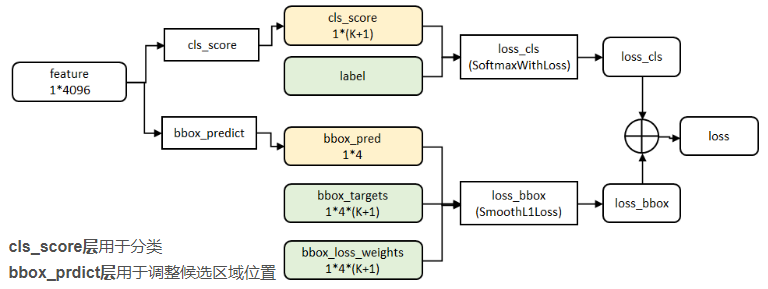 cls_score
1*(K+1)
cls_score
loss_cls
(SoftmaxWithLoss)
loss_cls
feature
1*4096
label
bbox_predict
bbox_pred
1*4
loss
bbox_targets
1*4*(K+1)
loss_bbox
(SmoothL1Loss)
loss_bbox
bbox_loss_weights
1*4*(K+1)
cls_score层用于分类
bbox_prdict层用于调整候选区域位置